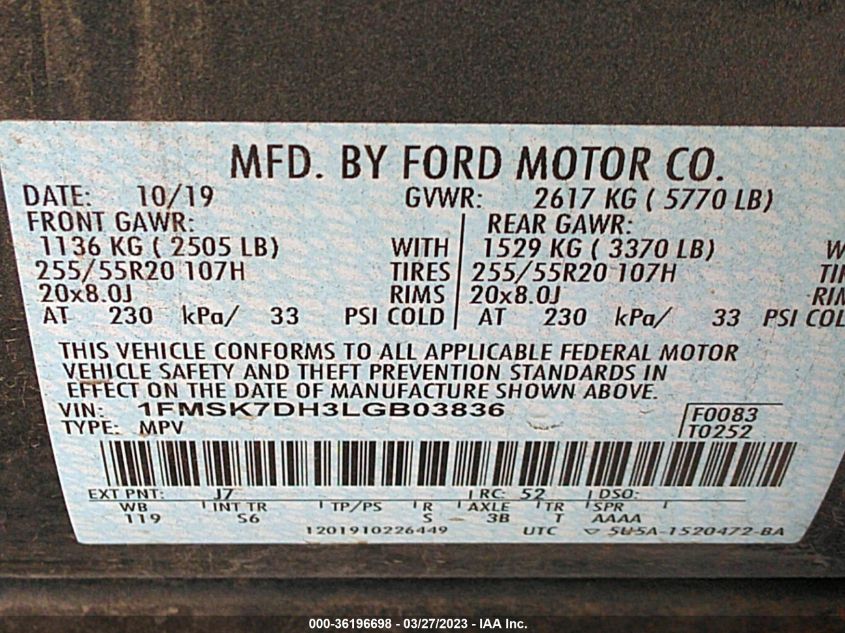 MFD. BY FORD MOTOR CO.
DATE: 10/19 GVWR: 2617 KG ( 5770 LB)
FRONT GAWR: REAR GAWR:
1136 KG ( 2505 LB) WITH 1529 KG ( 3370 LB)
255/55R20 107H TIRES 255/55R20 107H
20x8.0J RIMS 20x8.0J
AT 230 kPa/ 33 PSI COLD AT 230 kPa/ 33 PSI COL
THIS VEHICLE CONFORMS TO ALL APPLICABLE FEDERAL MOTOR
VEHICLE SAFETY AND THEFT PREVENTION STANDARDS IN
EFFECT ON THE DATE OF MANUFACTURE SHOWN ABOVE.
VIN: 1FMSK7DH3LGB03836 F0083
TYPE: MPV T0252
EXT PNT: J7 RC: 52 DSO:
WB INT TR TP/PS R AXLE TR SPR
119 S6 S 3B T AAAA
1201910226449 UTC ▽ 5U5A-1520472-BA
000-36196698 - 03/27/2023 - IAA Inc.